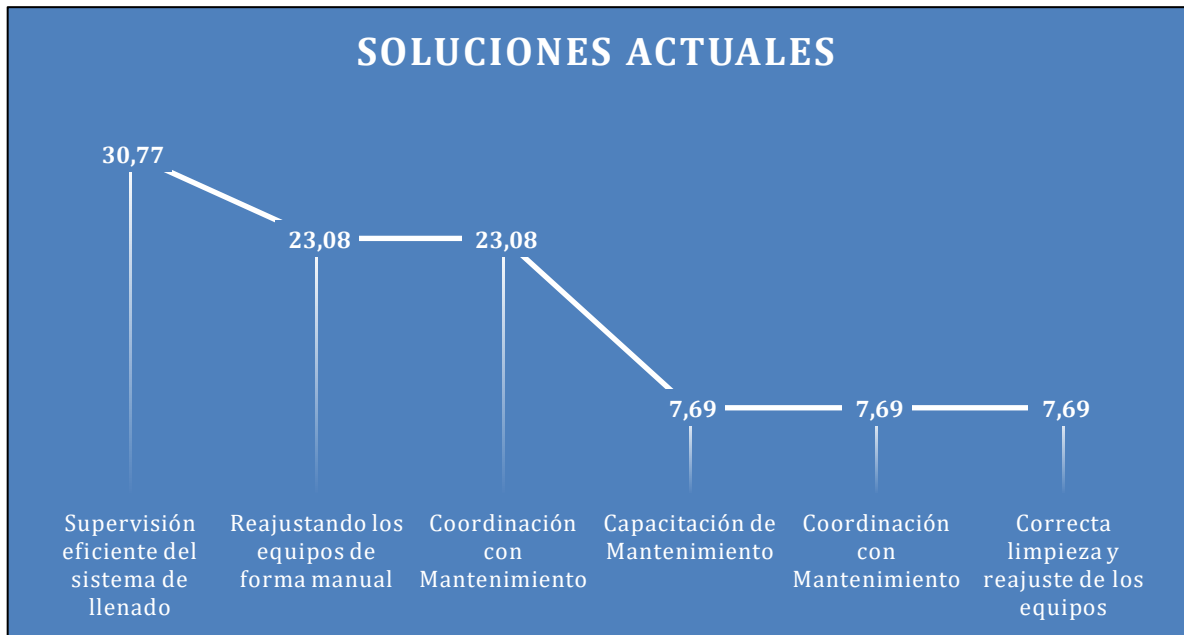 SOLUCIONES ACTUALES
30,77
23,08
23,08
7,69
7,69
7,69
Supervisión
eficiente del
sistema de
llenado
Reajustando los
equipos de
forma manual
Coordinación
con
Mantenimiento
Capacitación de
Mantenimiento
Coordinación
con
Mantenimiento
Correcta
limpieza y
reajuste de los
equipos